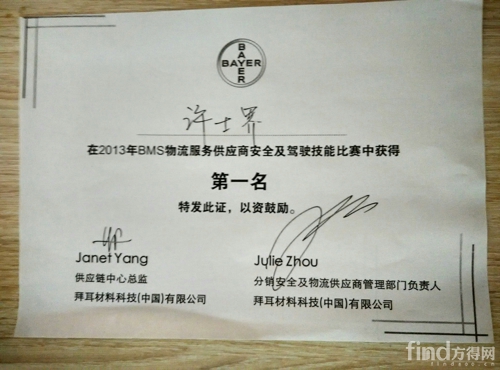 BAYER
BAYER
许士界
在2013年BMS物流服务供应商安全及驾驶技能比赛中获得
第一名
特发此证，以资鼓励。
Janet Yang
Julye Zhou
供应链中心总监
分销安全及物流供应商管理部门负责人
拜耳材料科技(中国)有限公司
拜耳材料科技(中国)有限公司
find方得网